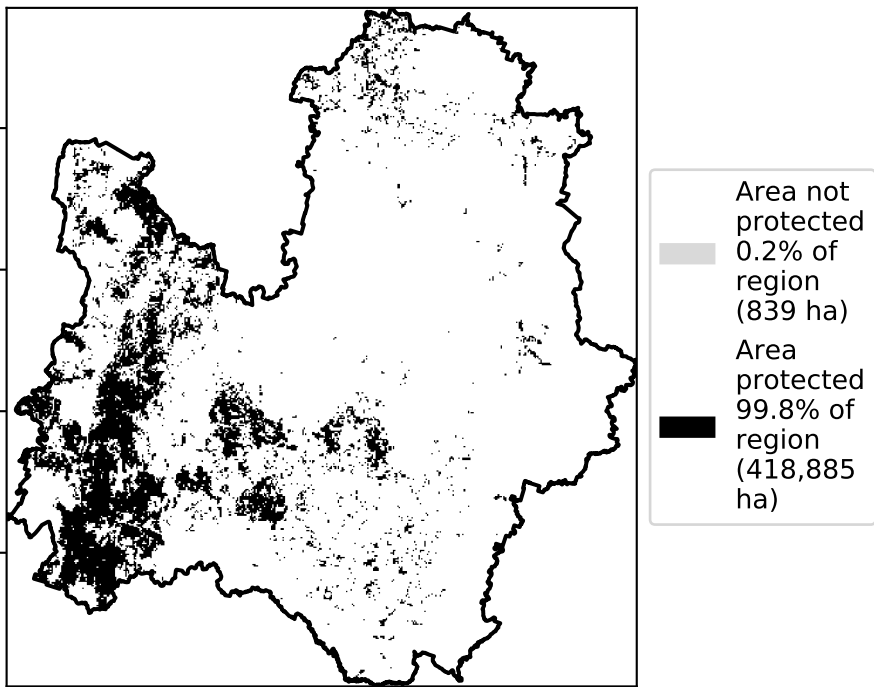 Area not
protected
0.2% of
region
(839 ha)
Area
protected
99.8% of
region
(418,885
ha)